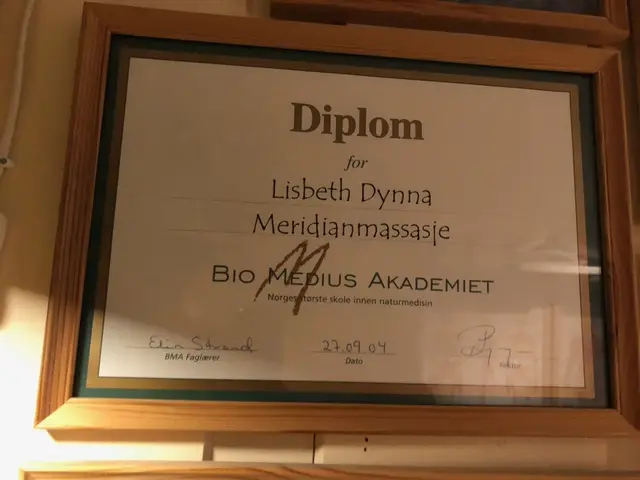 Diplom
for
Lisbeth Dynna
Meridianmassasje
BIO MEDIUS AKADEMIET
Norges største skole innen naturmedisin
Elin Strand 27.09.04
BMA Faglærer Dato Rektor